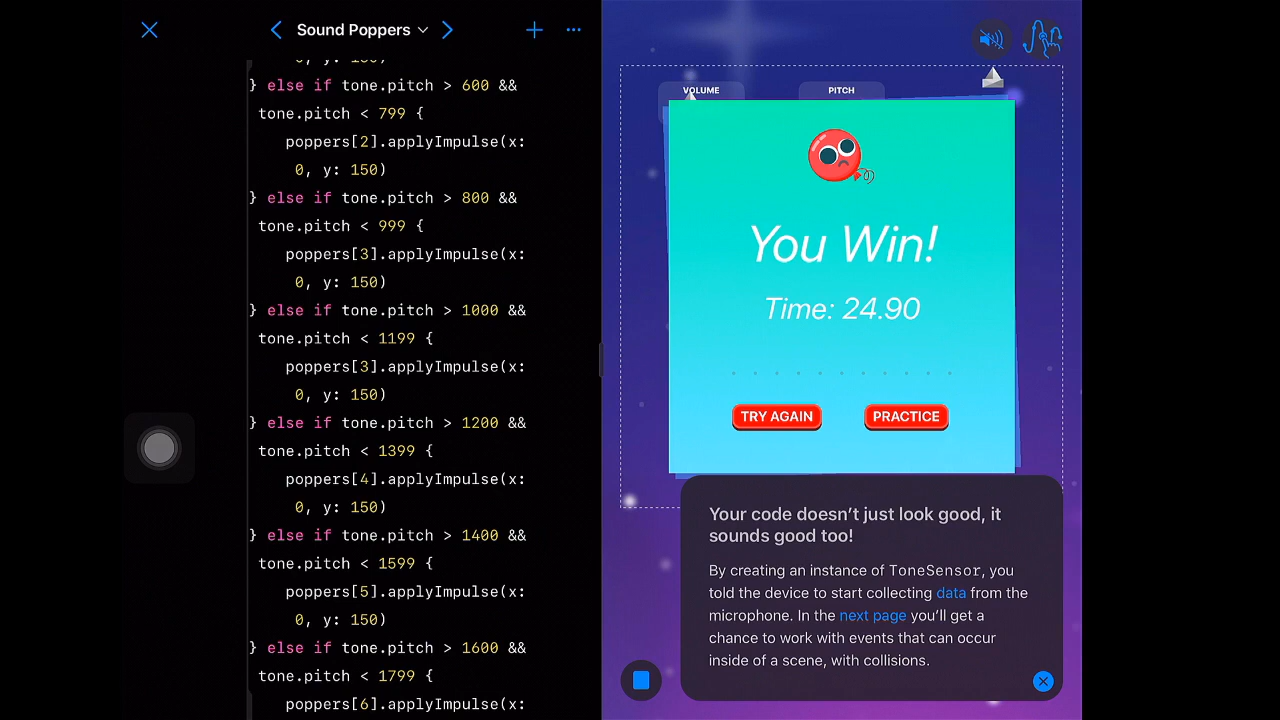 Sound Poppers
0, y: 150)
} else if tone.pitch > 600 &&
tone.pitch < 799 {
poppers[2].applyImpulse(x:
0, y: 150)
} else if tone.pitch > 800 &&
tone.pitch < 999 {
poppers[3].applyImpulse(x:
0, y: 150)
} else if tone.pitch > 1000 &&
tone.pitch < 1199 {
poppers[3].applyImpulse(x:
0, y: 150)
} else if tone.pitch > 1200 &&
tone.pitch < 1399 {
poppers[4].applyImpulse(x:
0, y: 150)
} else if tone.pitch > 1400 &&
tone.pitch < 1599 {
poppers[5].applyImpulse(x:
0, y: 150)
} else if tone.pitch > 1600 &&
tone.pitch < 1799 {
poppers[6].applyImpulse(x:
VOLUME PITCH
You Win!
Time: 24.90
TRY AGAIN PRACTICE
Your code doesn't just look good, it
sounds good too!
By creating an instance of ToneSensor, you
told the device to start collecting data from the
microphone. In the next page you'll get a
chance to work with events that can occur
inside of a scene, with collisions.